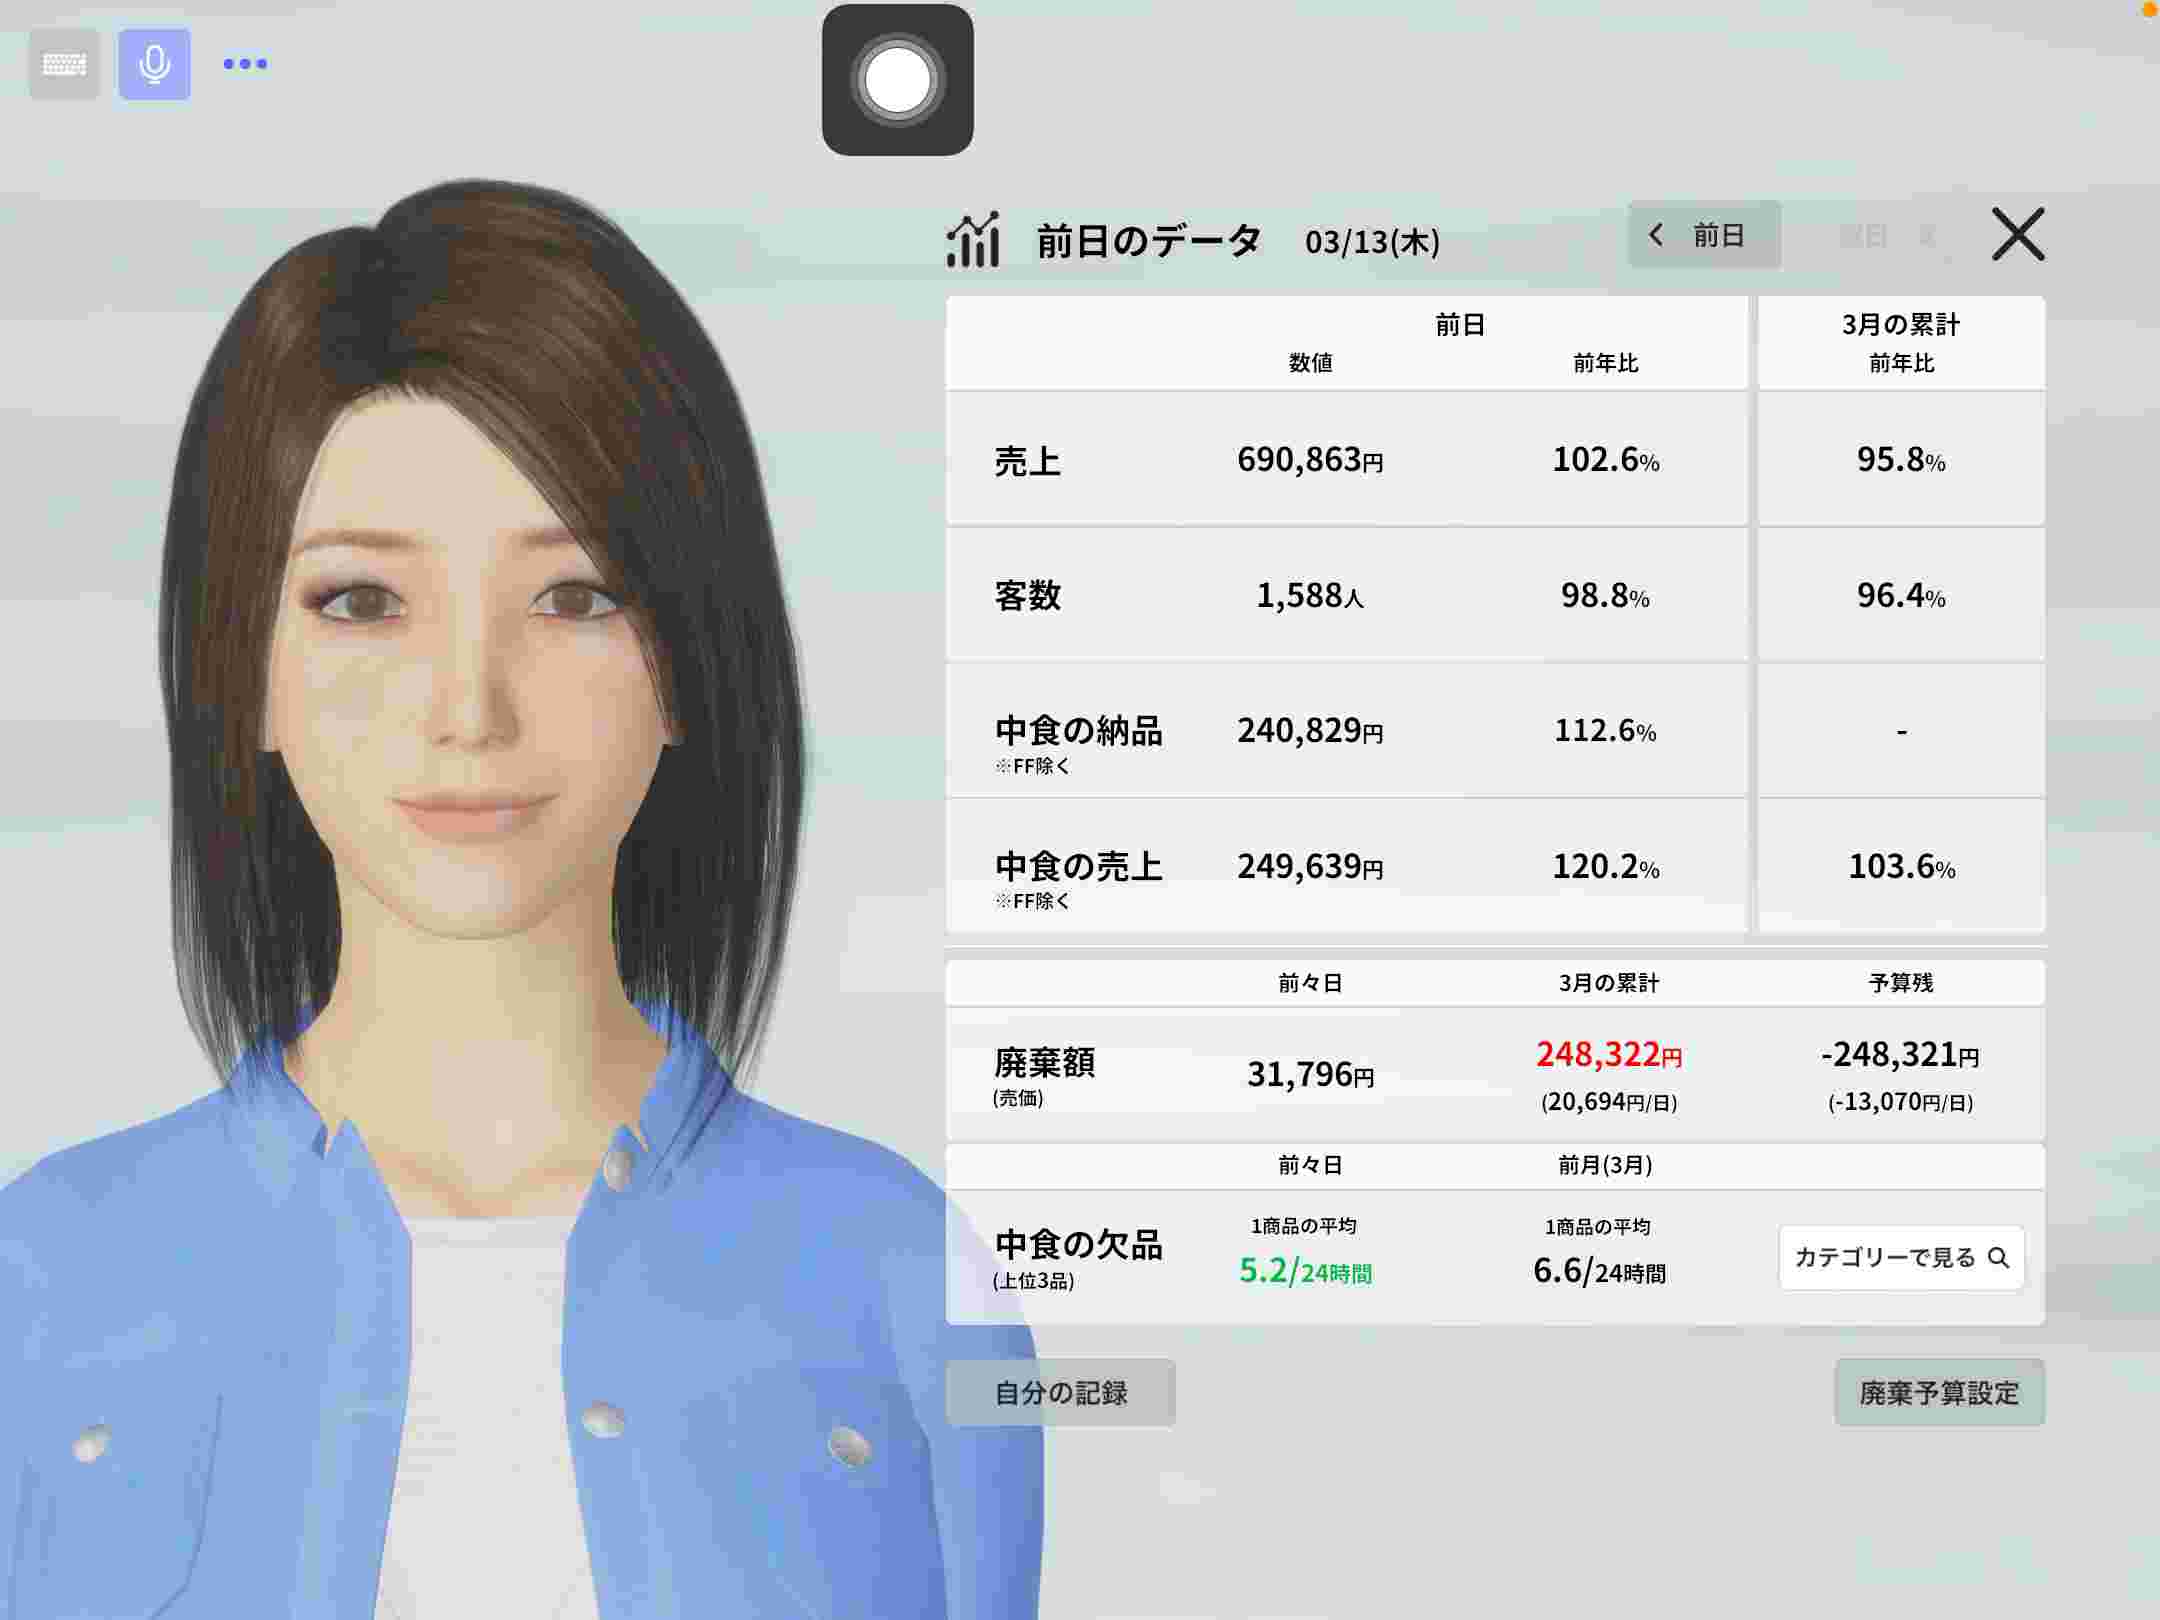 前日のデータ 03/13(木) 前日
前日 3月の累計
数値 前年比 前年比
売上 690,863円 102.6% 95.8%
客数 1,588人 98.8% 96.4%
中食の納品 240,829円 112.6% -
※FF除く
中食の売上 249,639円 120.2% 103.6%
※FF除く
前々日 3月の累計 予算残
廃棄額 31,796円 248,322円 -248,321円
(売価) (20,694円/日) (-13,070円/日)
前々日 前月(3月)
1商品の平均 1商品の平均
中食の欠品 5.2/24時間 6.6/24時間 カテゴリーで見る
(上位3品)
自分の記録 廃棄予算設定